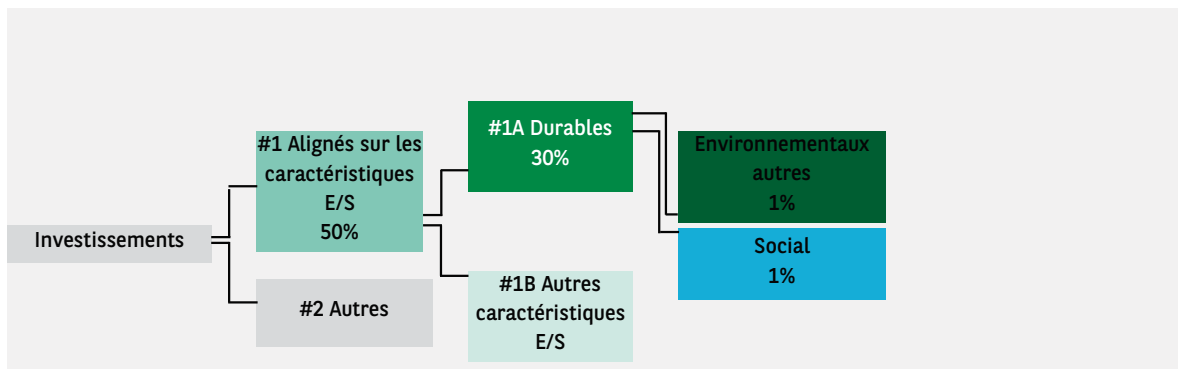 Investissements
#1 Alignés sur les
caractéristiques
E/S
50%
#2 Autres
#1A Durables
30%
#1B Autres
caractéristiques
E/S
Environnementaux
autres
1%
Social
1%